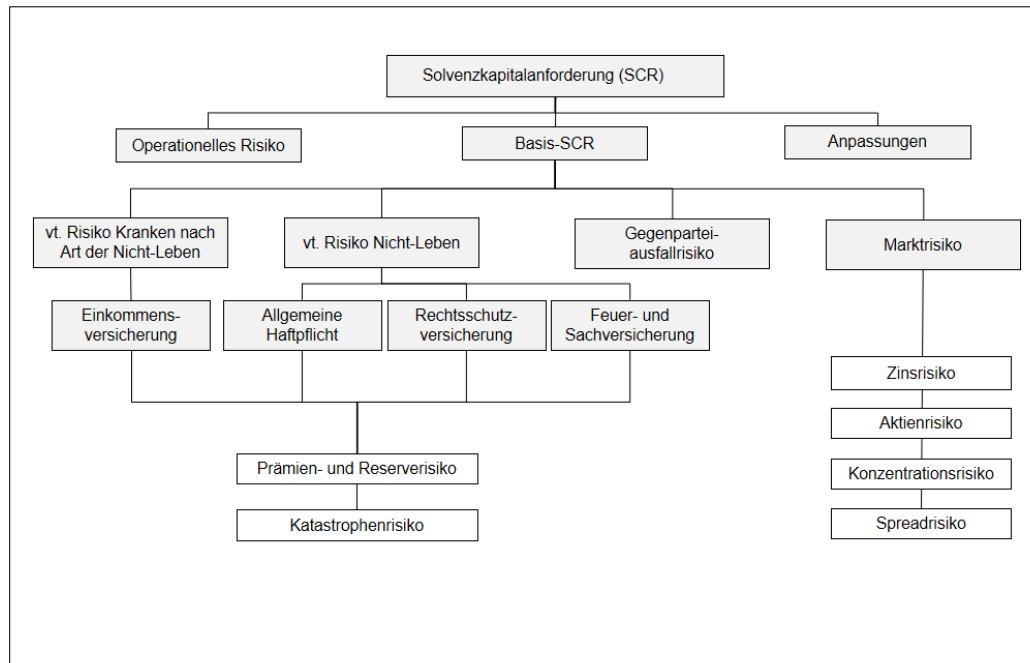 Solvenzkapitalanforderung (SCR)
Operationelles Risiko
Basis-SCR
Anpassungen
vt. Risiko Kranken nach
Art der Nicht-Leben
vt. Risiko Nicht-Leben
Gegenpartei-
ausfallrisiko
Marktrisiko
Einkommens-
versicherung
Allgemeine
Haftpflicht
Rechtsschutz-
versicherung
Feuer- und
Sachversicherung
Zinsrisiko
Aktienrisiko
Prämien- und Reserverisiko
Konzentrationsrisiko
Katastrophenrisiko
Spreadrisiko